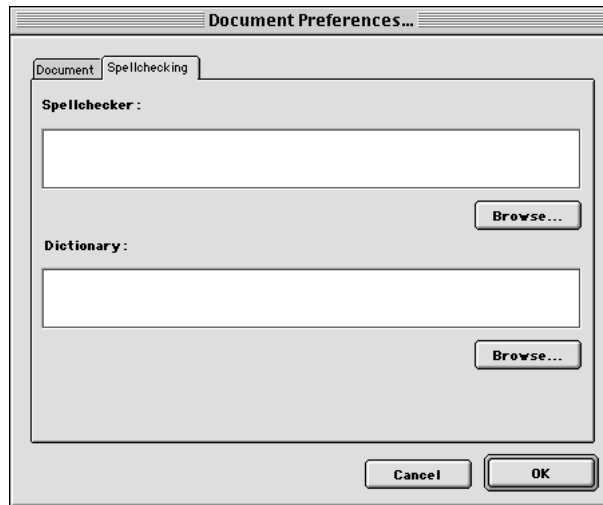 Document Preferences...
Document Spellchecking
Spellchecker:
Browse...
Dictionary:
Browse...
Cancel OK